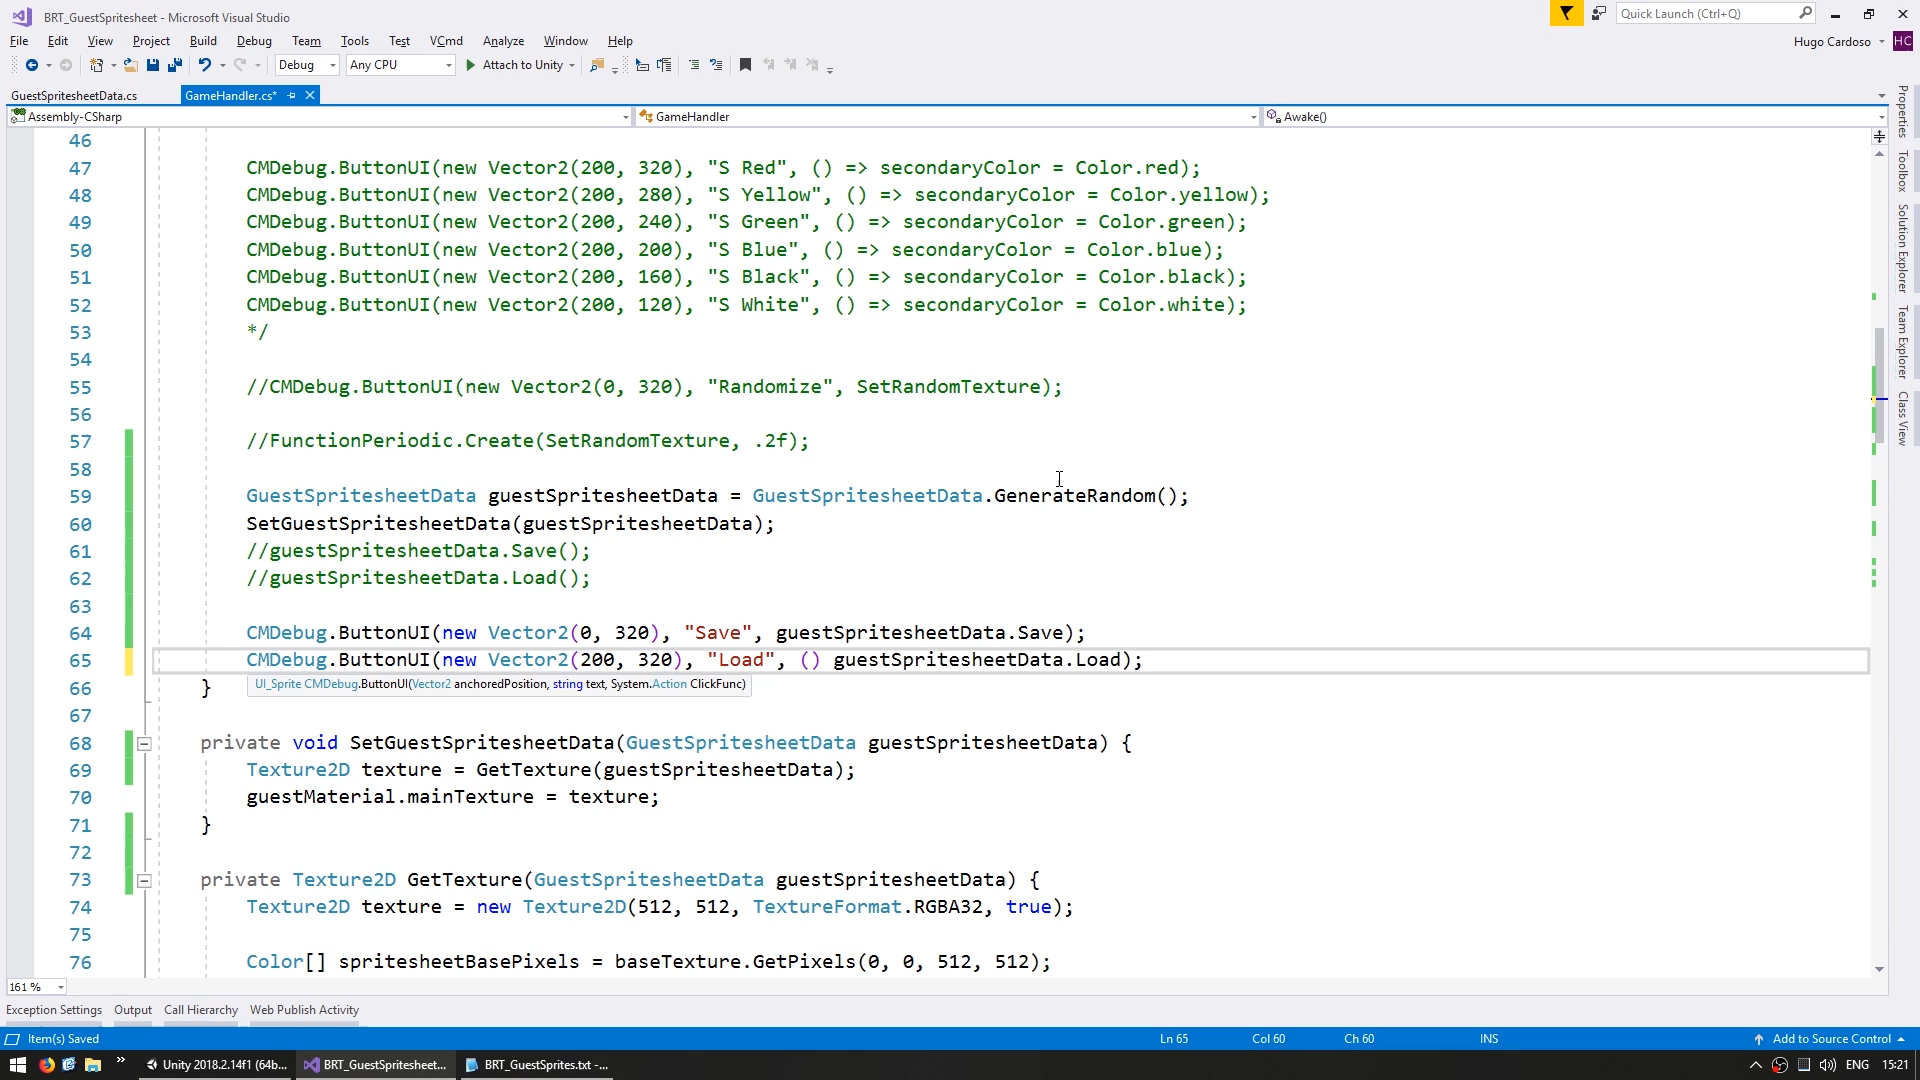 BRT_GuestSpritesheet - Microsoft Visual Studio
Quick Launch (Ctrl+Q)
File Edit View Project Build Debug Team Tools Test VCmd Analyze Window Help
Hugo Cardoso HC
Debug Any CPU Attach to Unity
GuestSpritesheetData.cs GameHandler.cs*
Assembly-CSharp GameHandler Awake()
46
47 CMDebug.ButtonUI(new Vector2(200, 320), "S Red", () => secondaryColor = Color.red);
48 CMDebug.ButtonUI(new Vector2(200, 280), "S Yellow", () => secondaryColor = Color.yellow);
49 CMDebug.ButtonUI(new Vector2(200, 240), "S Green", () => secondaryColor = Color.green);
50 CMDebug.ButtonUI(new Vector2(200, 200), "S Blue", () => secondaryColor = Color.blue);
51 CMDebug.ButtonUI(new Vector2(200, 160), "S Black", () => secondaryColor = Color.black);
52 CMDebug.ButtonUI(new Vector2(200, 120), "S White", () => secondaryColor = Color.white);
53 */
54
55 //CMDebug.ButtonUI(new Vector2(0, 320), "Randomize", SetRandomTexture);
56
57 //FunctionPeriodic.Create(SetRandomTexture, .2f);
58
59 GuestSpritesheetData guestSpritesheetData = GuestSpritesheetData.GenerateRandom();
60 SetGuestSpritesheetData(guestSpritesheetData);
61 //guestSpritesheetData.Save();
62 //guestSpritesheetData.Load();
63
64 CMDebug.ButtonUI(new Vector2(0, 320), "Save", guestSpritesheetData.Save);
65 CMDebug.ButtonUI(new Vector2(200, 320), "Load", () guestSpritesheetData.Load);
66 }
UI_Sprite CMDebug.ButtonUI(Vector2 anchoredPosition, string text, System.Action ClickFunc)
67
68 private void SetGuestSpritesheetData(GuestSpritesheetData guestSpritesheetData) {
69 Texture2D texture = GetTexture(guestSpritesheetData);
70 guestMaterial.mainTexture = texture;
71 }
72
73 private Texture2D GetTexture(GuestSpritesheetData guestSpritesheetData) {
74 Texture2D texture = new Texture2D(512, 512, TextureFormat.RGBA32, true);
75
76 Color[] spritesheetBasePixels = baseTexture.GetPixels(0, 0, 512, 512);
161 %
Exception Settings Output Call Hierarchy Web Publish Activity
Item(s) Saved Ln 65 Col 60 Ch 60 INS Add to Source Control
Unity 2018.2.14f1 (64b... BRT_GuestSpritesheet... BRT_GuestSprites.txt -... ENG 15:21
Properties
Toolbox
Solution Explorer
Team Explorer
Class View